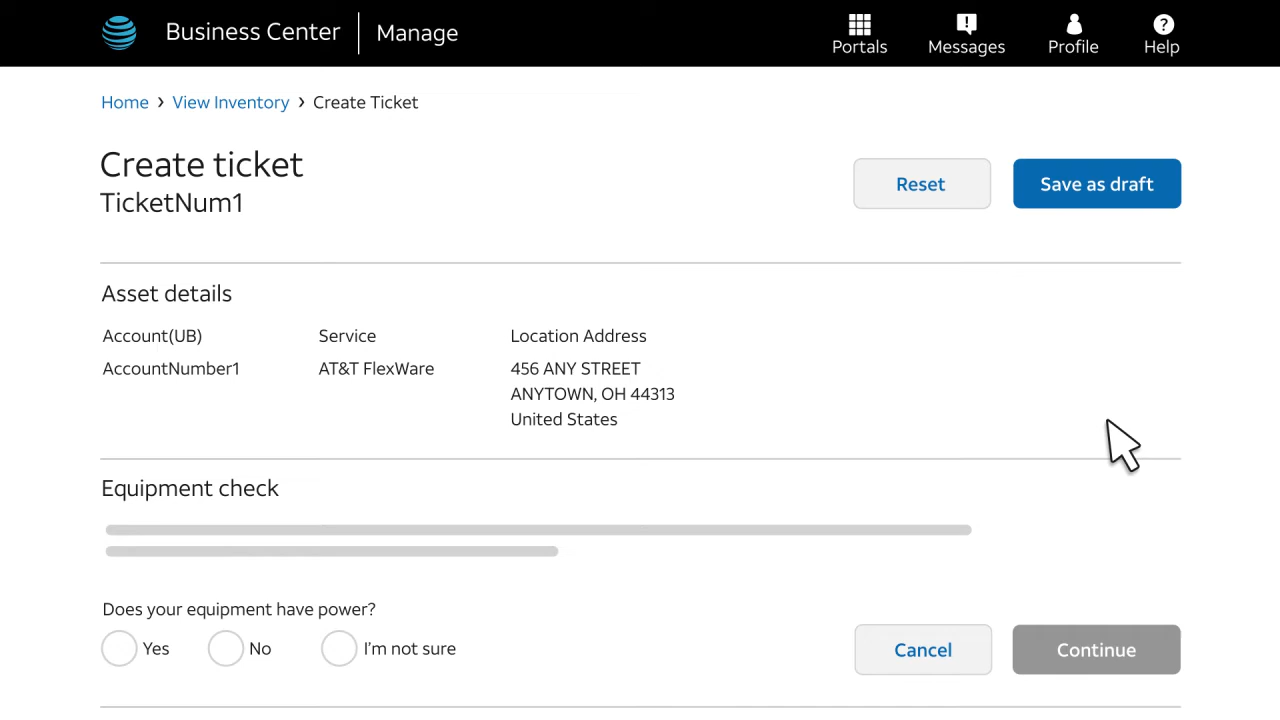 Business Center Manage
Portals Messages Profile Help
Home › View Inventory › Create Ticket
Create ticket
TicketNum1
Reset Save as draft
Asset details
Account(UB) Service Location Address
AccountNumber1 AT&T FlexWare 456 ANY STREET
ANYTOWN, OH 44313
United States
Equipment check
Does your equipment have power?
Yes No I'm not sure
Cancel Continue